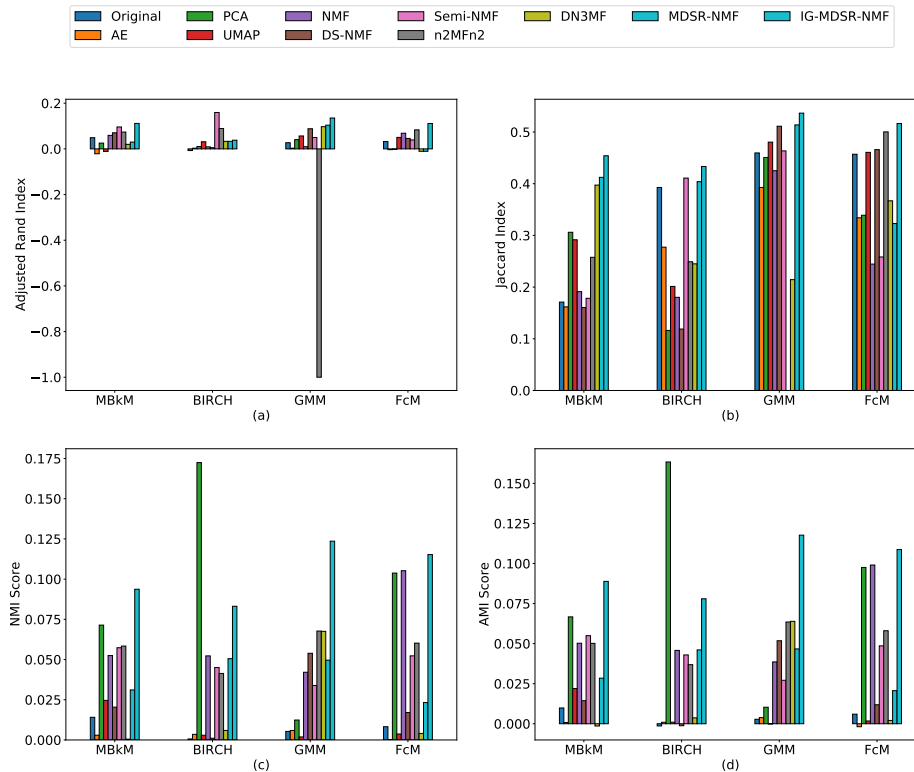 Original PCA NMF Semi-NMF DN3MF MDSR-NMF IG-MDSR-NMF
AE UMAP DS-NMF n2MFn2
0.2
0.0
−0.2
−0.4
−0.6
−0.8
−1.0
Adjusted Rand Index
MBkM BIRCH GMM FcM
(a)
0.5
0.4
0.3
0.2
0.1
0.0
Jaccard Index
MBkM BIRCH GMM FcM
(b)
0.175
0.150
0.125
0.100
0.075
0.050
0.025
0.000
NMI Score
MBkM BIRCH GMM FcM
(c)
0.150
0.125
0.100
0.075
0.050
0.025
0.000
AMI Score
MBkM BIRCH GMM FcM
(d)